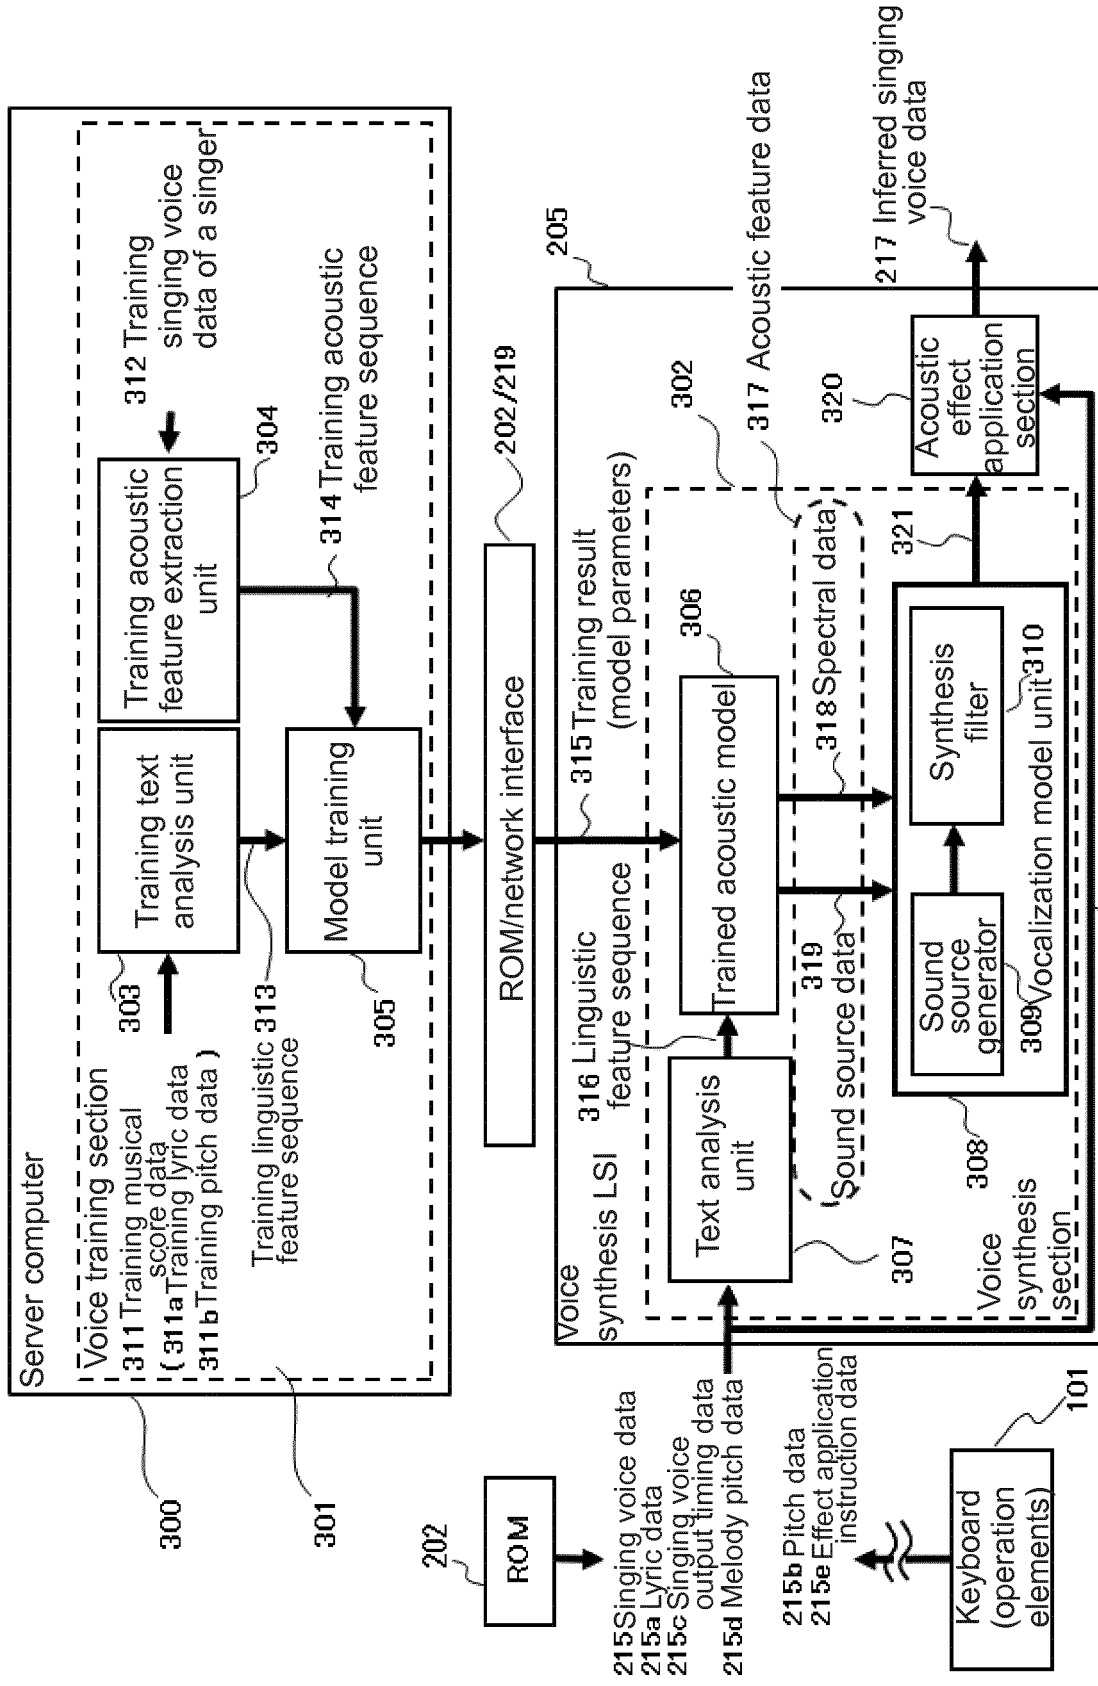 Server computer
Voice training section
311 Training musical
score data
(311a Training lyric data
311b Training pitch data)
303
Training text
analysis unit
Training acoustic
feature extraction
unit
312 Training
singing voice
data of a singer
304
Training linguistic 313
feature sequence
314 Training acoustic
feature sequence
305
Model training
unit
300
301
202
ROM
ROM/network interface
202/219
315 Training result
(model parameters)
Voice
synthesis LSI
205
215 Singing voice data
215a Lyric data
215c Singing voice
output timing data
215d Melody pitch data
215b Pitch data
215e Effect application
instruction data
316 Linguistic
feature sequence
Text analysis
unit
307
Trained acoustic model
306
302
317 Acoustic feature data
Sound source data
319
318 Spectral data
308
Sound
source
generator
309
Synthesis
filter
310
Vocalization model unit
Voice
synthesis
section
321
320
Acoustic
effect
application
section
217 Inferred singing
voice data
Keyboard
(operation
elements)
101